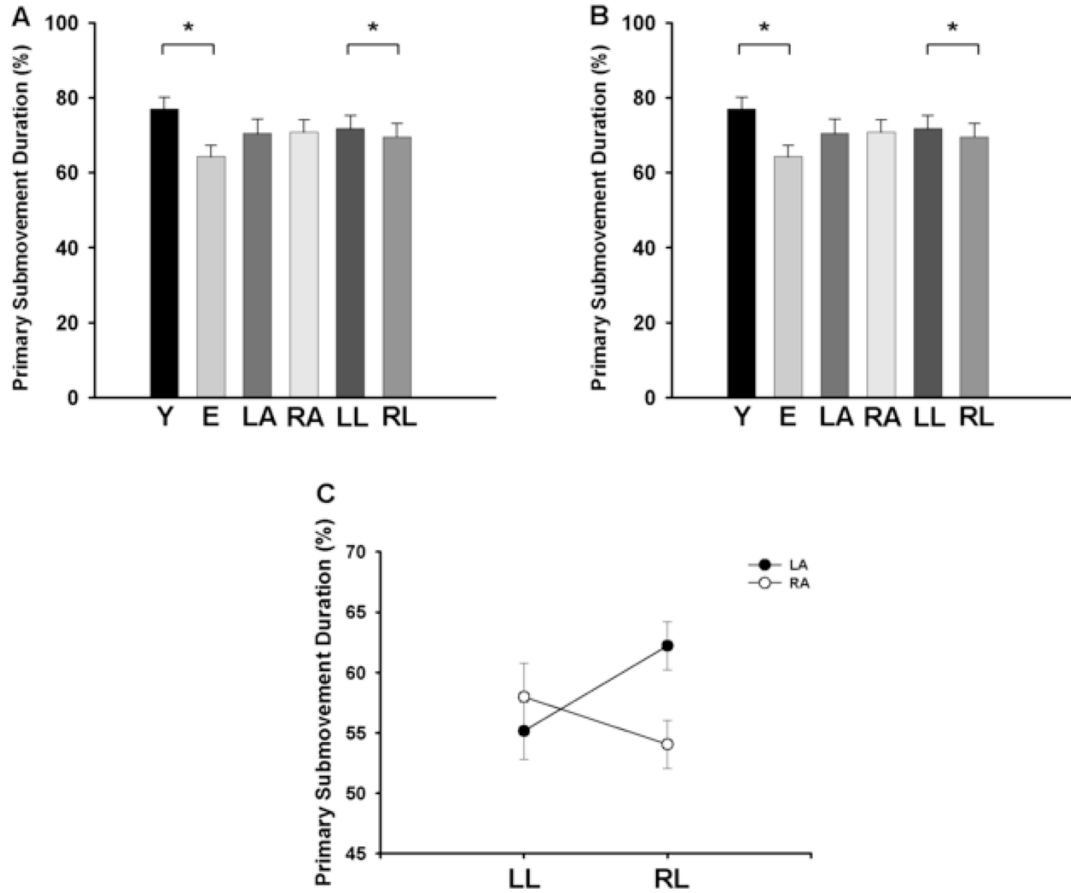 A
Primary Submovement Duration (%)
100
80
60
40
20
0
*
*
Y E LA RA LL RL
B
Primary Submovement Duration (%)
100
80
60
40
20
0
*
*
Y E LA RA LL RL
C
Primary Submovement Duration (%)
70
65
60
55
50
45
LA
RA
LL RL